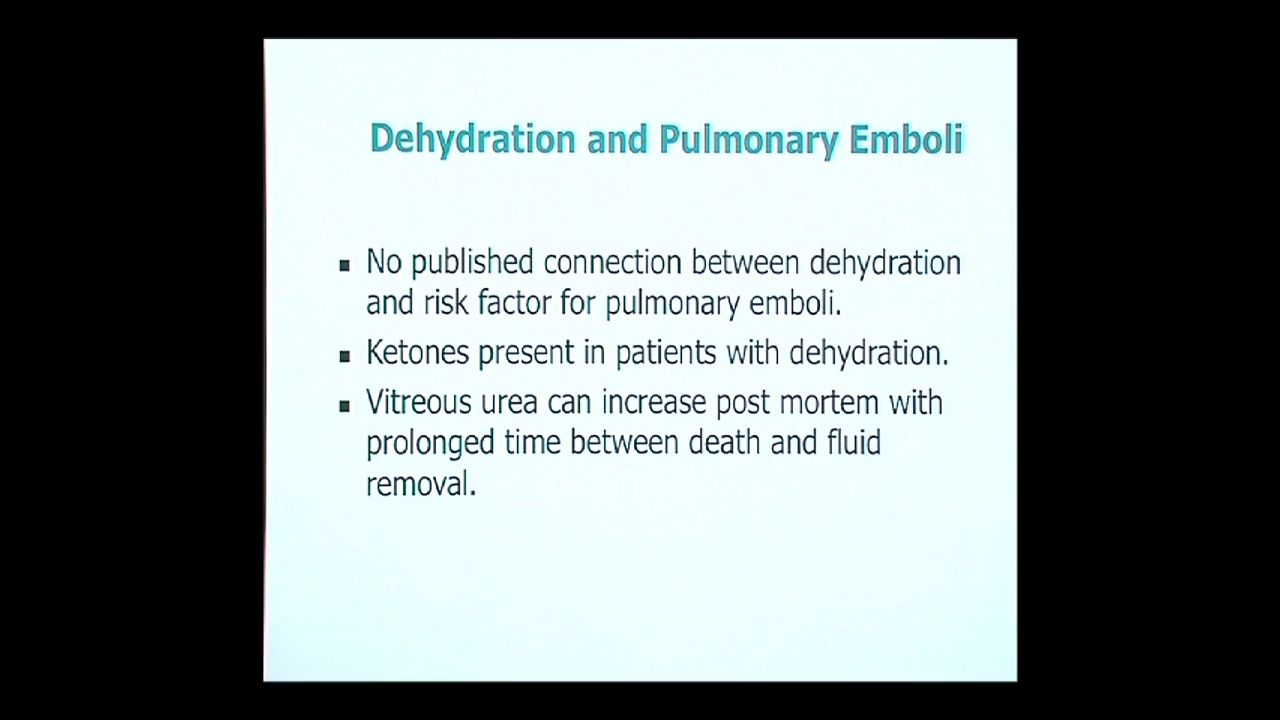 Dehydration and Pulmonary Emboli
▪ No published connection between dehydration
and risk factor for pulmonary emboli.
▪ Ketones present in patients with dehydration.
▪ Vitreous urea can increase post mortem with
prolonged time between death and fluid
removal.